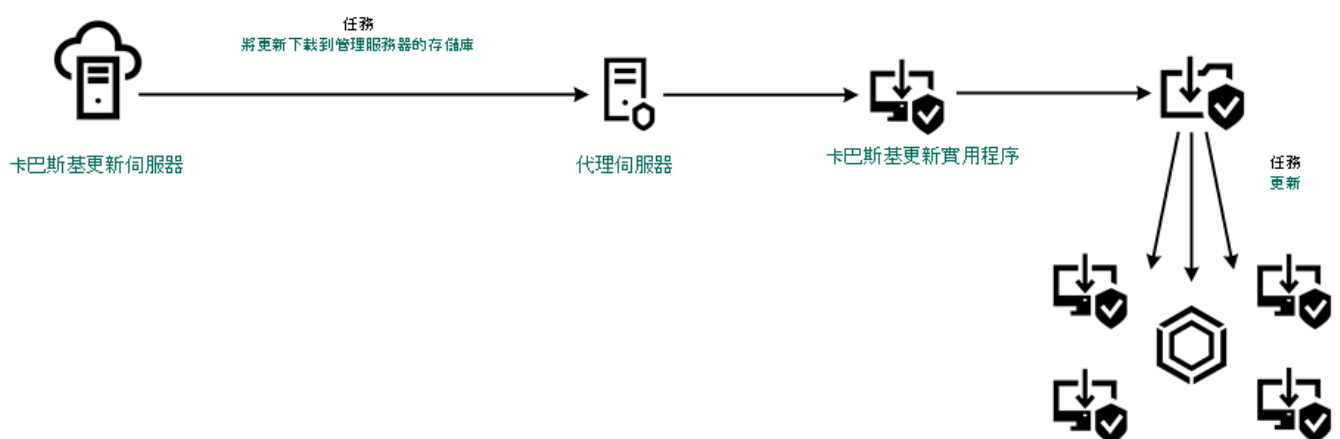 任務
將更新下載到管理服務器的存儲庫
卡巴斯基更新伺服器
代理伺服器
卡巴斯基更新實用程序
任務
更新